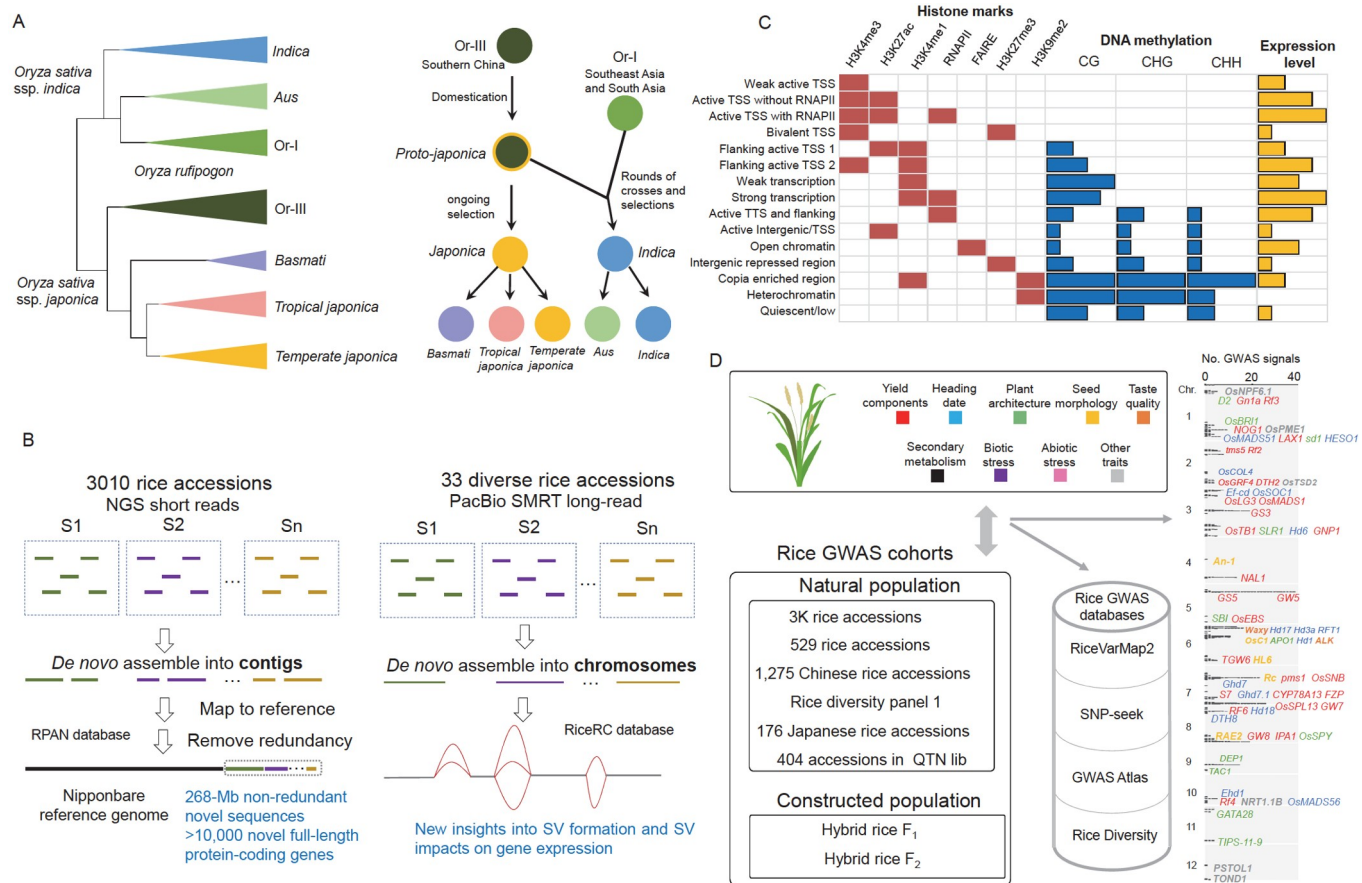 A
Oryza sativa
ssp. indica
Indica
Aus
Or-I
Oryza rufipogon
Or-III
Basmati
Oryza sativa
ssp. japonica
Tropical japonica
Temperate japonica
Or-III
Southern China
Or-I
Southeast Asia
and South Asia
Domestication
Proto-japonica
ongoing
selection
Rounds of
crosses and
selections
Japonica
Indica
Basmati
Tropical
japonica
Temperate
japonica
Aus
Indica
B
3010 rice accessions
NGS short reads
S1 S2 Sn
...
De novo assemble into contigs
...
Map to reference
RPAN database
Remove redundancy
...
Nipponbare
reference genome
268-Mb non-redundant
novel sequences
>10,000 novel full-length
protein-coding genes
33 diverse rice accessions
PacBio SMRT long-read
S1 S2 Sn
...
De novo assemble into chromosomes
...
RiceRC database
New insights into SV formation and SV
impacts on gene expression
C
Histone marks
H3K4me3 H3K27ac H3K4me1 RNAPII FAIRE H3K27me3 H3K9me2
DNA methylation
CG CHG CHH
Expression
level
Weak active TSS
Active TSS without RNAPII
Active TSS with RNAPII
Bivalent TSS
Flanking active TSS 1
Flanking active TSS 2
Weak transcription
Strong transcription
Active TTS and flanking
Active Intergenic/TSS
Open chromatin
Intergenic repressed region
Copia enriched region
Heterochromatin
Quiescent/low
D
Yield
components
Heading
date
Plant
architecture
Seed
morphology
Taste
quality
Secondary
metabolism
Biotic
stress
Abiotic
stress
Other
traits
Rice GWAS cohorts
Natural population
3K rice accessions
529 rice accessions
1,275 Chinese rice accessions
Rice diversity panel 1
176 Japanese rice accessions
404 accessions in QTN lib
Constructed population
Hybrid rice F1
Hybrid rice F2
Rice GWAS
databases
RiceVarMap2
SNP-seek
GWAS Atlas
Rice Diversity
No. GWAS signals
0 20 40
Chr.
OsNPF6.1
D2 Gn1a Rf3
1
OsBRI1
NOG1 OsPME1
OsMADS51 LAX1 sd1 HESO1
tms5 Rf2
2
OsCOL4
OsGRF4 DTH2 OsTSD2
Ef-cd OsSOC1
OsLG3 OsMADS1
3
GS3
OsTB1 SLR1 Hd6 GNP1
4
An-1
NAL1
GS5 GW5
5
SBI OsEBS
Waxy Hd17 Hd3a RFT1
6
OsC1 APO1 Hd1 ALK
TGW6 HL6
Rc pms1 OsSNB
Ghd7
7
S7 Ghd7.1 CYP78A13 FZP
OsSPL13 GW7
RF6 Hd18
DTH8
8
RAE2 GW8 IPA1 OsSPY
9
DEP1
TAC1
10
Ehd1
Rf4 NRT1.1B OsMADS56
GATA28
11
TIPS-11-9
12
PSTOL1
TOND1